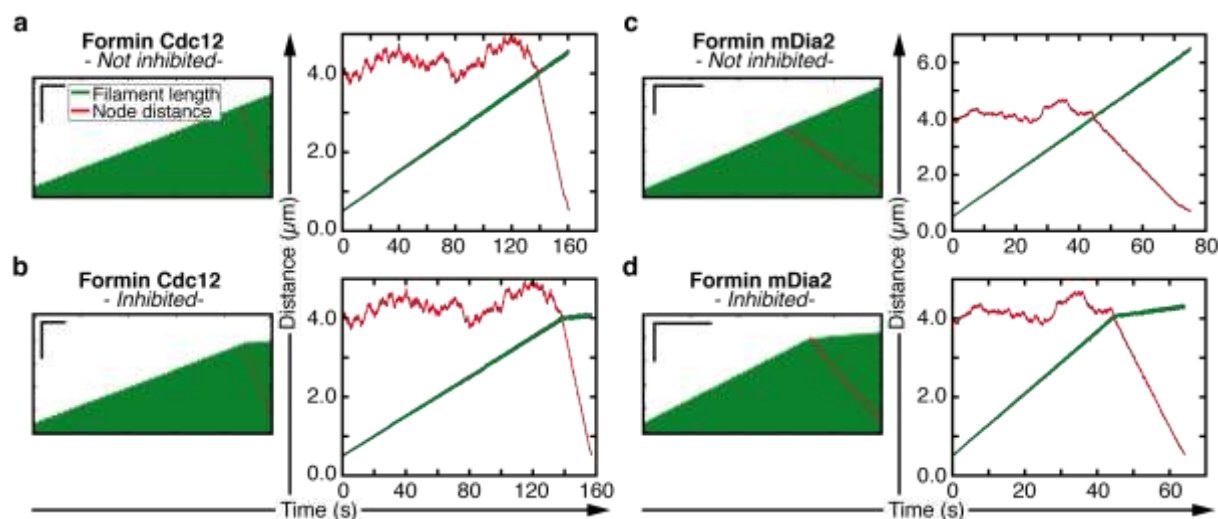 a
Formin Cdc12
- Not inhibited-
Filament length
Node distance
4.0
2.0
0.0
0 40 80 120 160
c
Formin mDia2
- Not inhibited-
6.0
4.0
2.0
0.0
0 20 40 60 80
b
Formin Cdc12
- Inhibited-
4.0
2.0
0.0
0 40 80 120 160
d
Formin mDia2
- Inhibited-
4.0
2.0
0.0
0 20 40 60
Distance (μm)
Distance (μm)
Time (s)
Time (s)